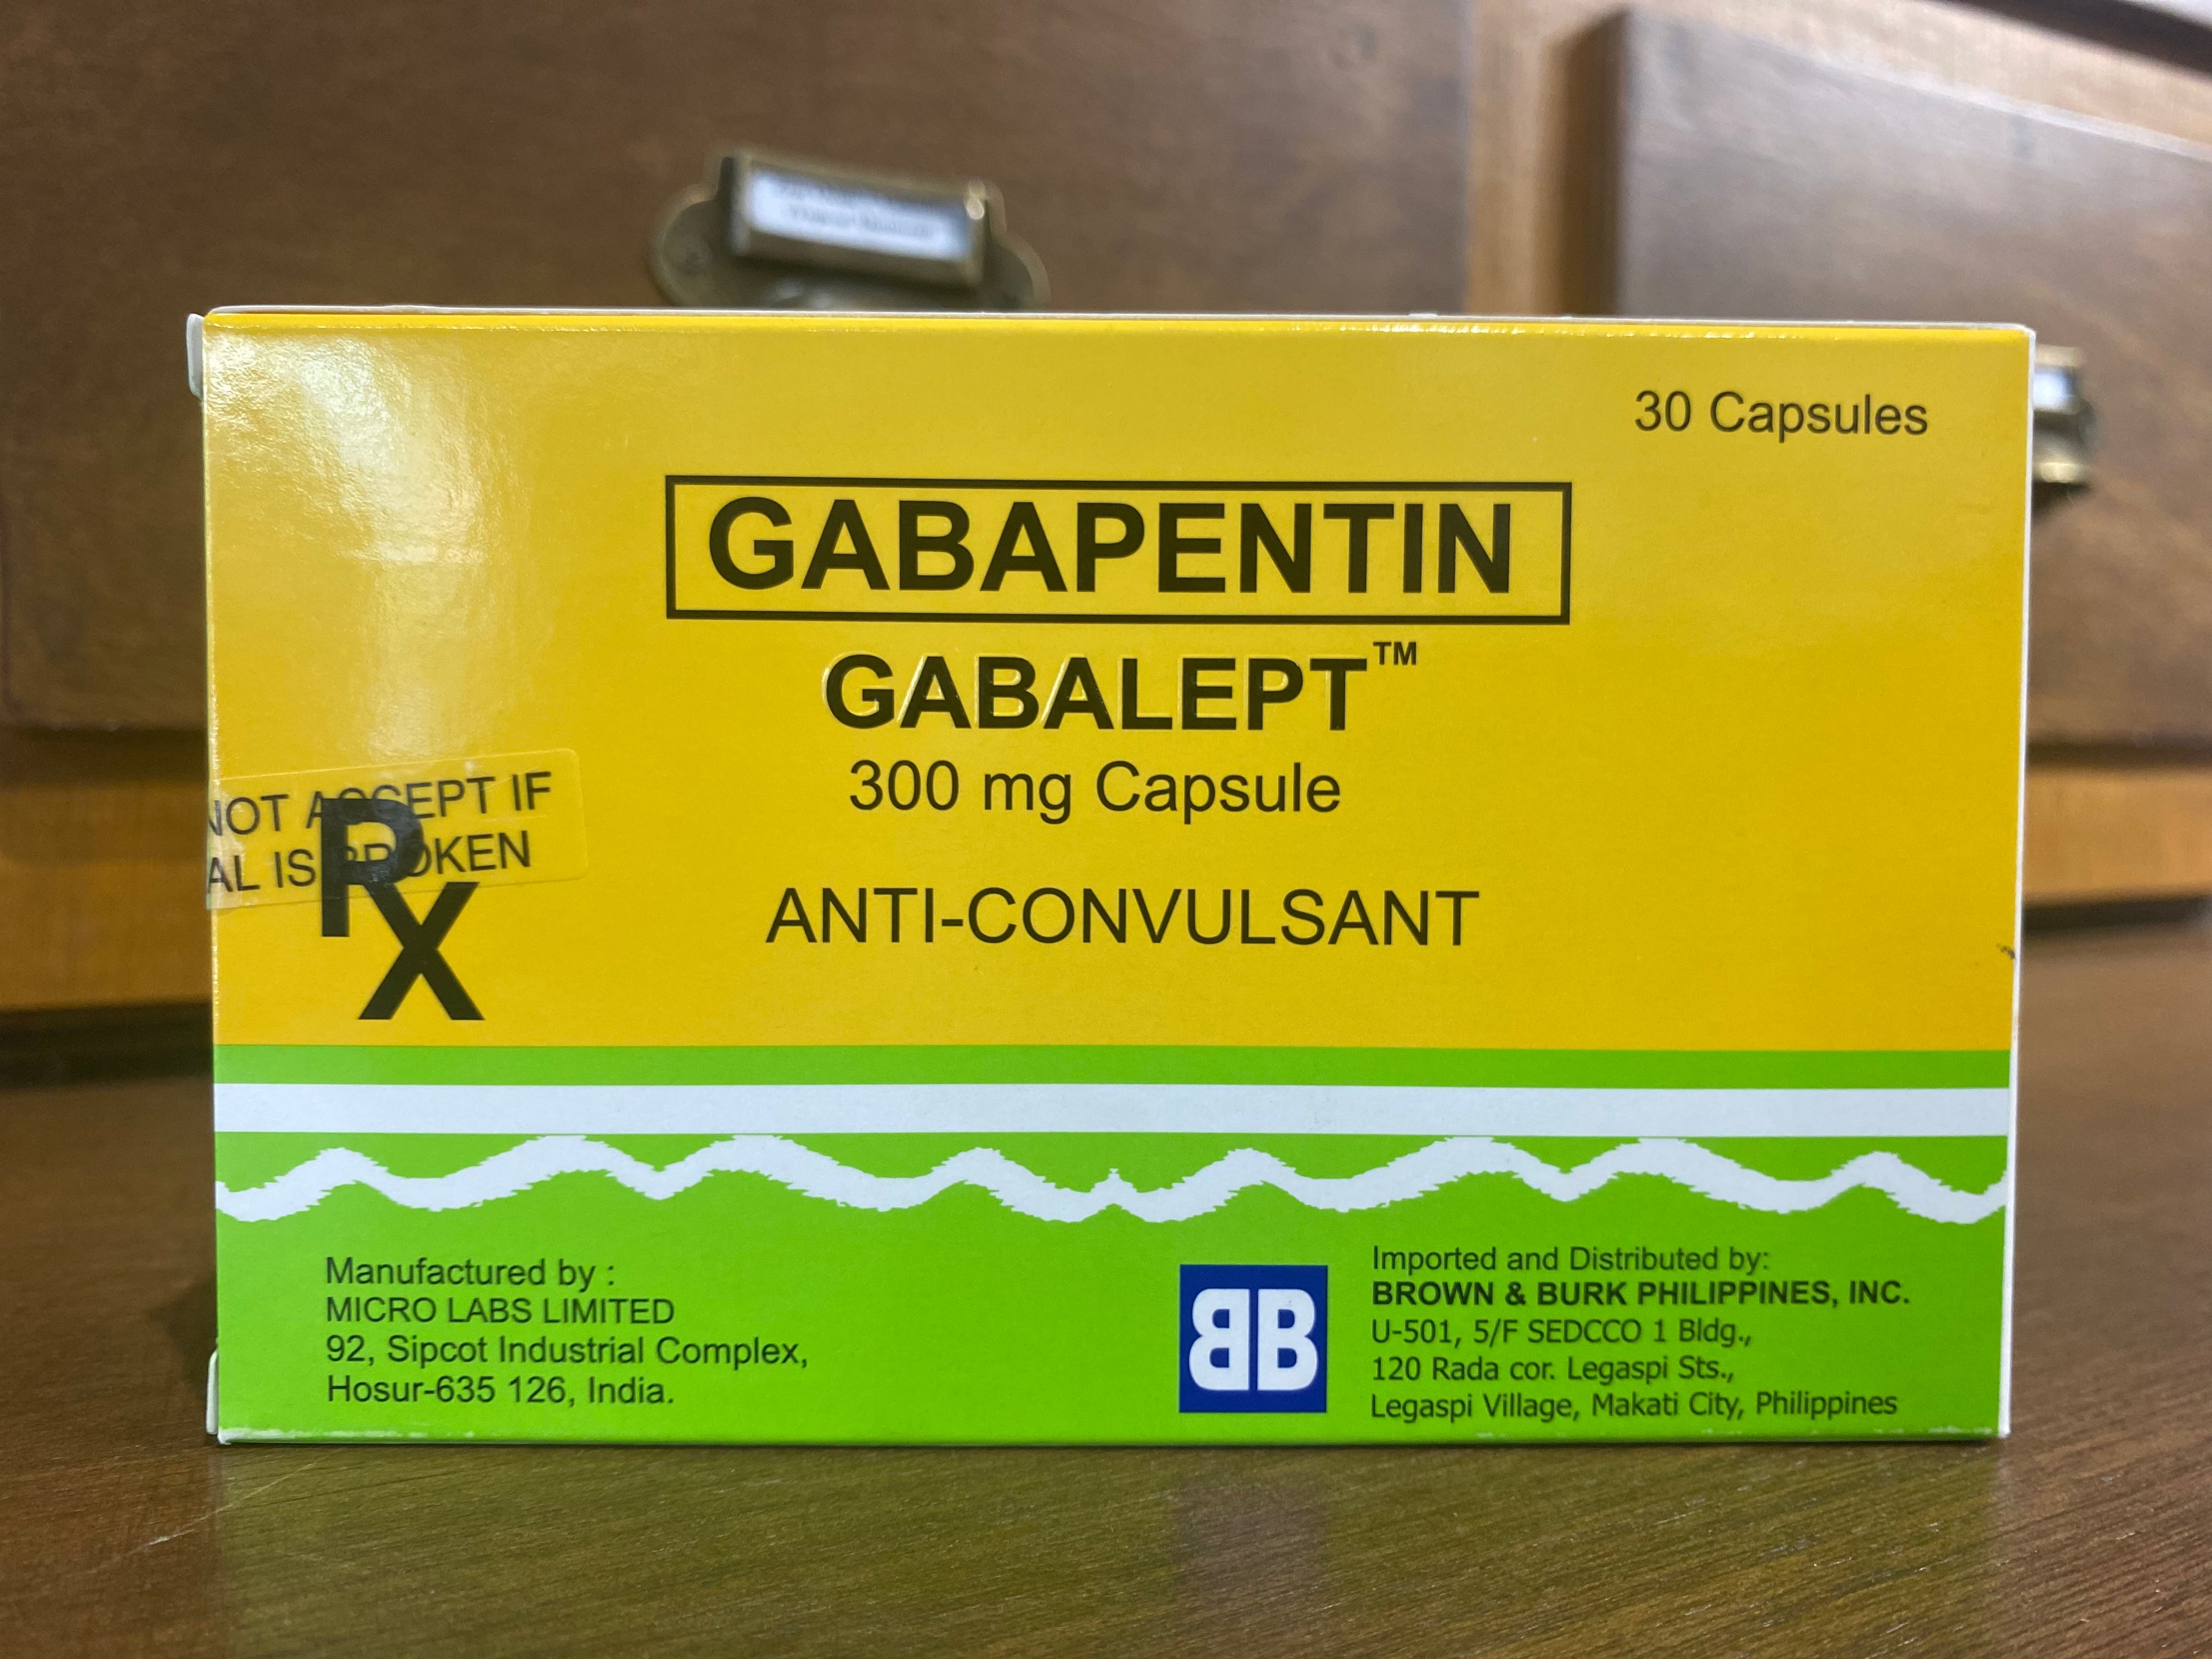 30 Capsules
GABAPENTIN
GABALEPT™
300 mg Capsule
NOT ACCEPT IF
AL IS BROKEN
Rx
ANTI-CONVULSANT
Manufactured by :
MICRO LABS LIMITED
92, Sipcot Industrial Complex,
Hosur-635 126, India.
BB
Imported and Distributed by:
BROWN & BURK PHILIPPINES, INC.
U-501, 5/F SEDCCO 1 Bldg.,
120 Rada cor. Legaspi Sts.,
Legaspi Village, Makati City, Philippines